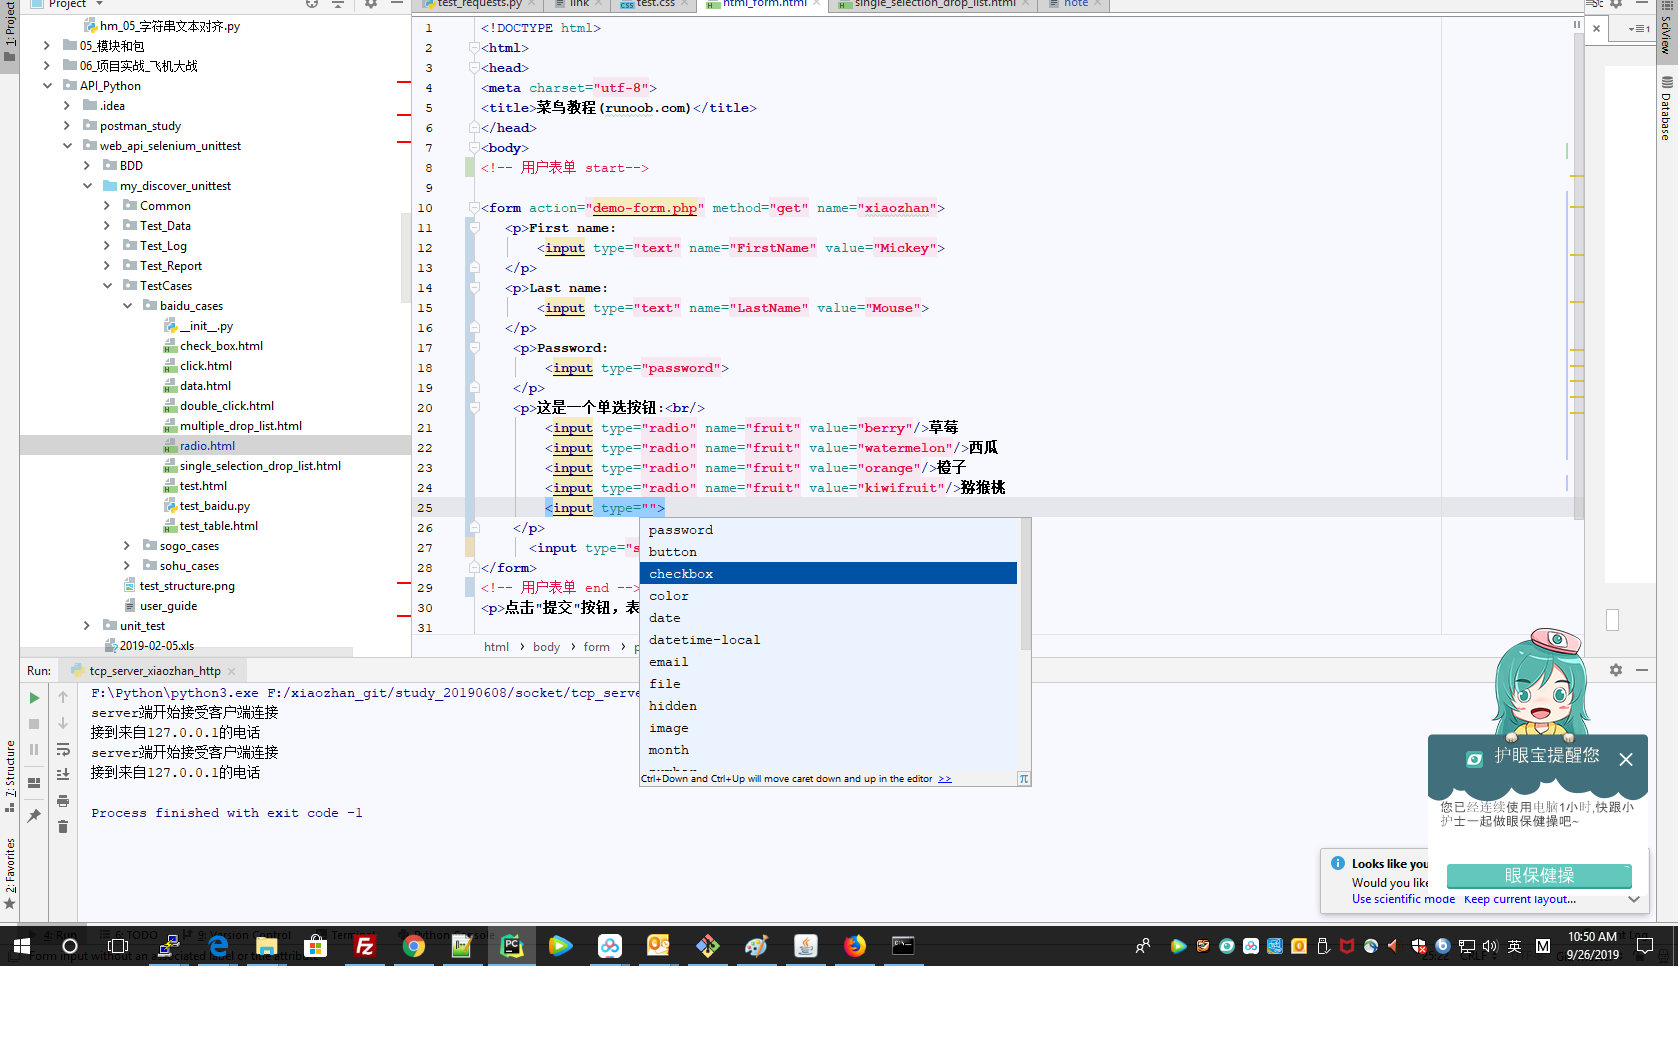 Project
test_requests.py
link
test.css
html_form.html
single_selection_drop_list.html
note
1: Project
hm_05_字符串文本对齐.py
05_模块和包
06_项目实战_飞机大战
API_Python
.idea
postman_study
web_api_selenium_unittest
BDD
my_discover_unittest
Common
Test_Data
Test_Log
Test_Report
TestCases
baidu_cases
__init__.py
check_box.html
click.html
data.html
double_click.html
multiple_drop_list.html
radio.html
single_selection_drop_list.html
test.html
test_baidu.py
test_table.html
sogo_cases
sohu_cases
test_structure.png
user_guide
unit_test
2019-02-05.xls
1 <!DOCTYPE html>
2 <html>
3 <head>
4 <meta charset="utf-8">
5 <title>菜鸟教程(runoob.com)</title>
6 </head>
7 <body>
8 <!-- 用户表单 start-->
9
10 <form action="demo-form.php" method="get" name="xiaozhan">
11 <p>First name:
12 <input type="text" name="FirstName" value="Mickey">
13 </p>
14 <p>Last name:
15 <input type="text" name="LastName" value="Mouse">
16 </p>
17 <p>Password:
18 <input type="password">
19 </p>
20 <p>这是一个单选按钮:<br/>
21 <input type="radio" name="fruit" value="berry"/>草莓
22 <input type="radio" name="fruit" value="watermelon"/>西瓜
23 <input type="radio" name="fruit" value="orange"/>橙子
24 <input type="radio" name="fruit" value="kiwifruit"/>猕猴桃
25 <input type="">
26 </p>
27 <input type="s
28 </form>
29 <!-- 用户表单 end -->
30 <p>点击"提交"按钮，表
31
password
button
checkbox
color
date
datetime-local
email
file
hidden
image
month
Ctrl+Down and Ctrl+Up will move caret down and up in the editor >>
π
html › body › form › p
SciView
Database
1
Run: tcp_server_xiaozhan_http
F:\Python\python3.exe F:/xiaozhan_git/study_20190608/socket/tcp_serve
server端开始接受客户端连接
接到来自127.0.0.1的电话
server端开始接受客户端连接
接到来自127.0.0.1的电话
Process finished with exit code -1
7: Structure
2: Favorites
护眼宝提醒您
您已经连续使用电脑1小时,快跟小
护士一起做眼保健操吧~
眼保健操
Looks like you
Would you like
Use scientific mode Keep current layout...
4: Run
6: TODO
9: Version Control
Terminal
Python Console
Form input without an associated label or title attribute
英
M
10:50 AM
9/26/2019
25:22
CRLF